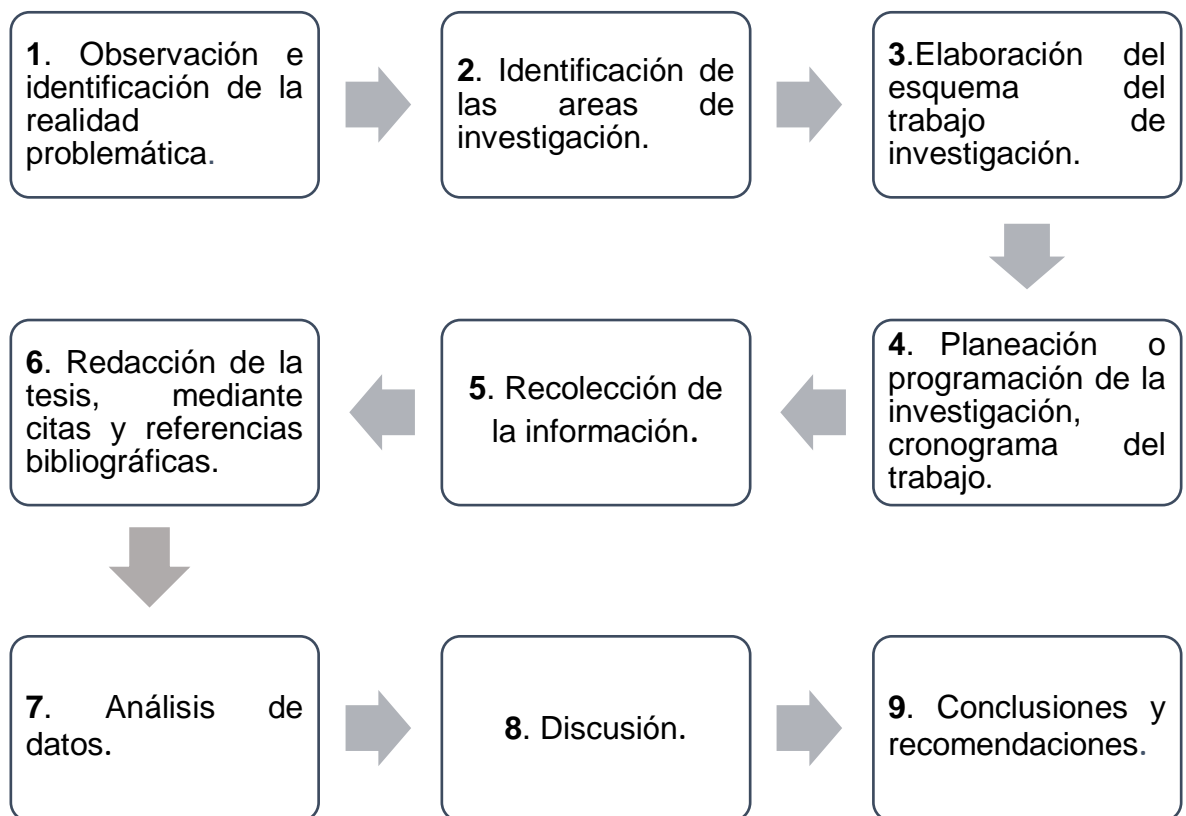 1. Observación e
identificación de la
realidad
problemática.
2. Identificación de
las areas de
investigación.
3.Elaboración del
esquema del
trabajo de
investigación.
4. Planeación o
programación de la
investigación,
cronograma del
trabajo.
5. Recolección de
la información.
6. Redacción de la
tesis, mediante
citas y referencias
bibliográficas.
7. Análisis de
datos.
8. Discusión.
9. Conclusiones y
recomendaciones.